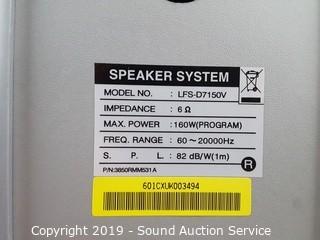 SPEAKER SYSTEM
MODEL NO. : LFS-D7150V
IMPEDANCE : 6 Ω
MAX. POWER : 160W(PROGRAM)
FREQ. RANGE : 60 ~ 20000Hz
S. P. L. : 82 dB/W(1m)
P/N:3850RMM531A
R
601CXUK003494
Copyright 2019 - Sound Auction Service